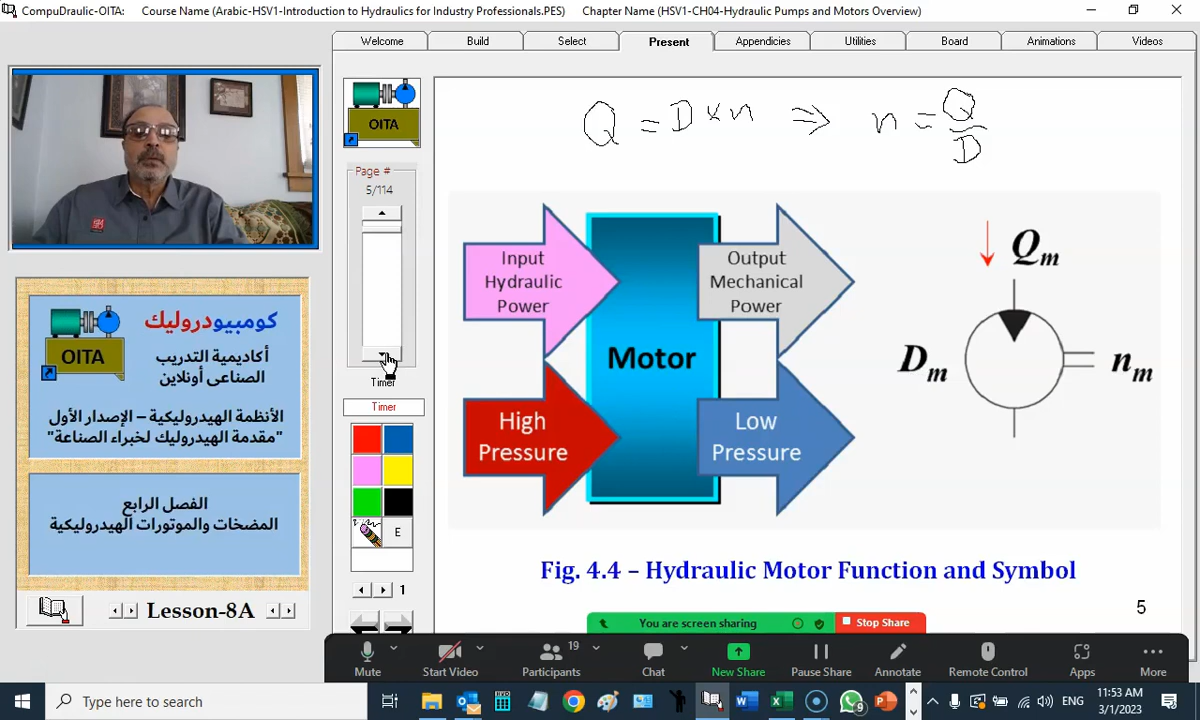 CompuDraulic-OITA: Course Name (Arabic-HSV1-Introduction to Hydraulics for Industry Professionals.PES) Chapter Name (HSV1-CH04-Hydraulic Pumps and Motors Overview)
Welcome Build Select Present Appendicies Utilities Board Animations Videos
OITA
Page #
5/114
Timer
Timer
E
1
Q = D x n ⇒ n = Q/D
Input
Hydraulic
Power
Output
Mechanical
Power
Motor
High
Pressure
Low
Pressure
Qm
Dm
nm
Fig. 4.4 – Hydraulic Motor Function and Symbol
5
كومبيودروليك
OITA
أكاديمية التدريب
الصناعى أونلاين
الأنظمة الهيدروليكية – الإصدار الأول
"مقدمة الهيدروليك لخبراء الصناعة"
الفصل الرابع
المضخات والموتورات الهيدروليكية
Lesson-8A
You are screen sharing Stop Share
19
Mute Start Video Participants Chat New Share Pause Share Annotate Remote Control Apps More
Type here to search
9
ENG
11:53 AM
3/1/2023